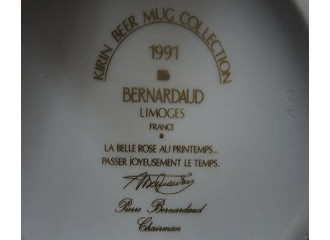 KIRIN BEER MUG COLLECTION
1991
BERNARDAUD
LIMOGES
FRANCE
LA BELLE ROSE AU PRINTEMPS...
PASSER JOYEUSEMENT LE TEMPS.
Pierre Bernardaud
Chairman